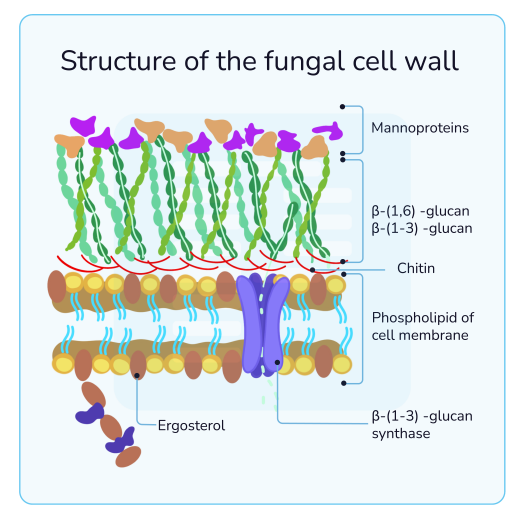 Structure of the fungal cell wall
Mannoproteins
β-(1,6) -glucan
β-(1-3) -glucan
Chitin
Phospholipid of
cell membrane
β-(1-3) -glucan
synthase
Ergosterol